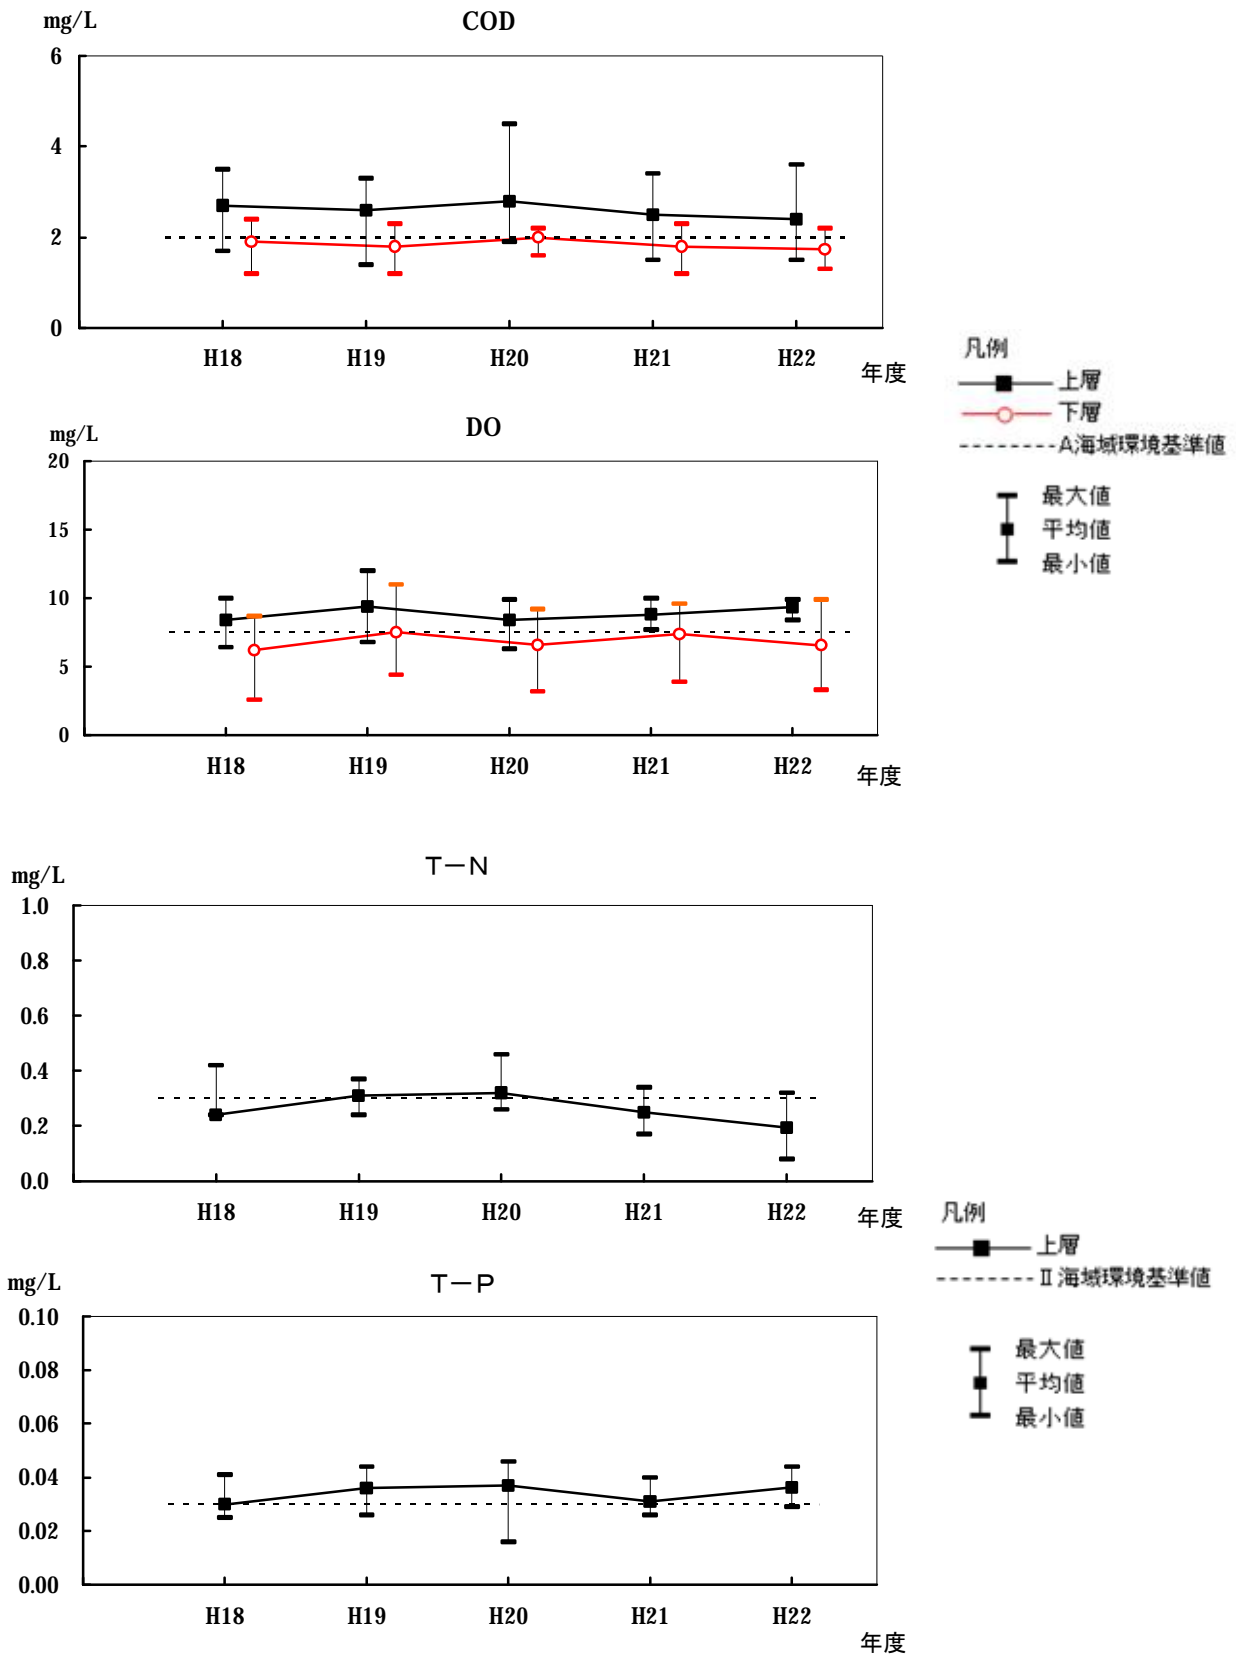 mg/L
COD
6
4
2
0
H18
H19
H20
H21
H22
年度
凡例
上層
下層
A海域環境基準値
最大値
平均値
最小値
mg/L
DO
20
15
10
5
0
H18
H19
H20
H21
H22
年度
mg/L
T－N
1.0
0.8
0.6
0.4
0.2
0.0
H18
H19
H20
H21
H22
年度
凡例
上層
Ⅱ海域環境基準値
最大値
平均値
最小値
mg/L
T－P
0.10
0.08
0.06
0.04
0.02
0.00
H18
H19
H20
H21
H22
年度